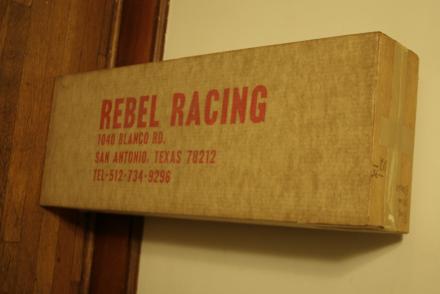 REBEL RACING
1040 BLANCO RD.
SAN ANTONIO, TEXAS 78212
TEL-512-734-9296